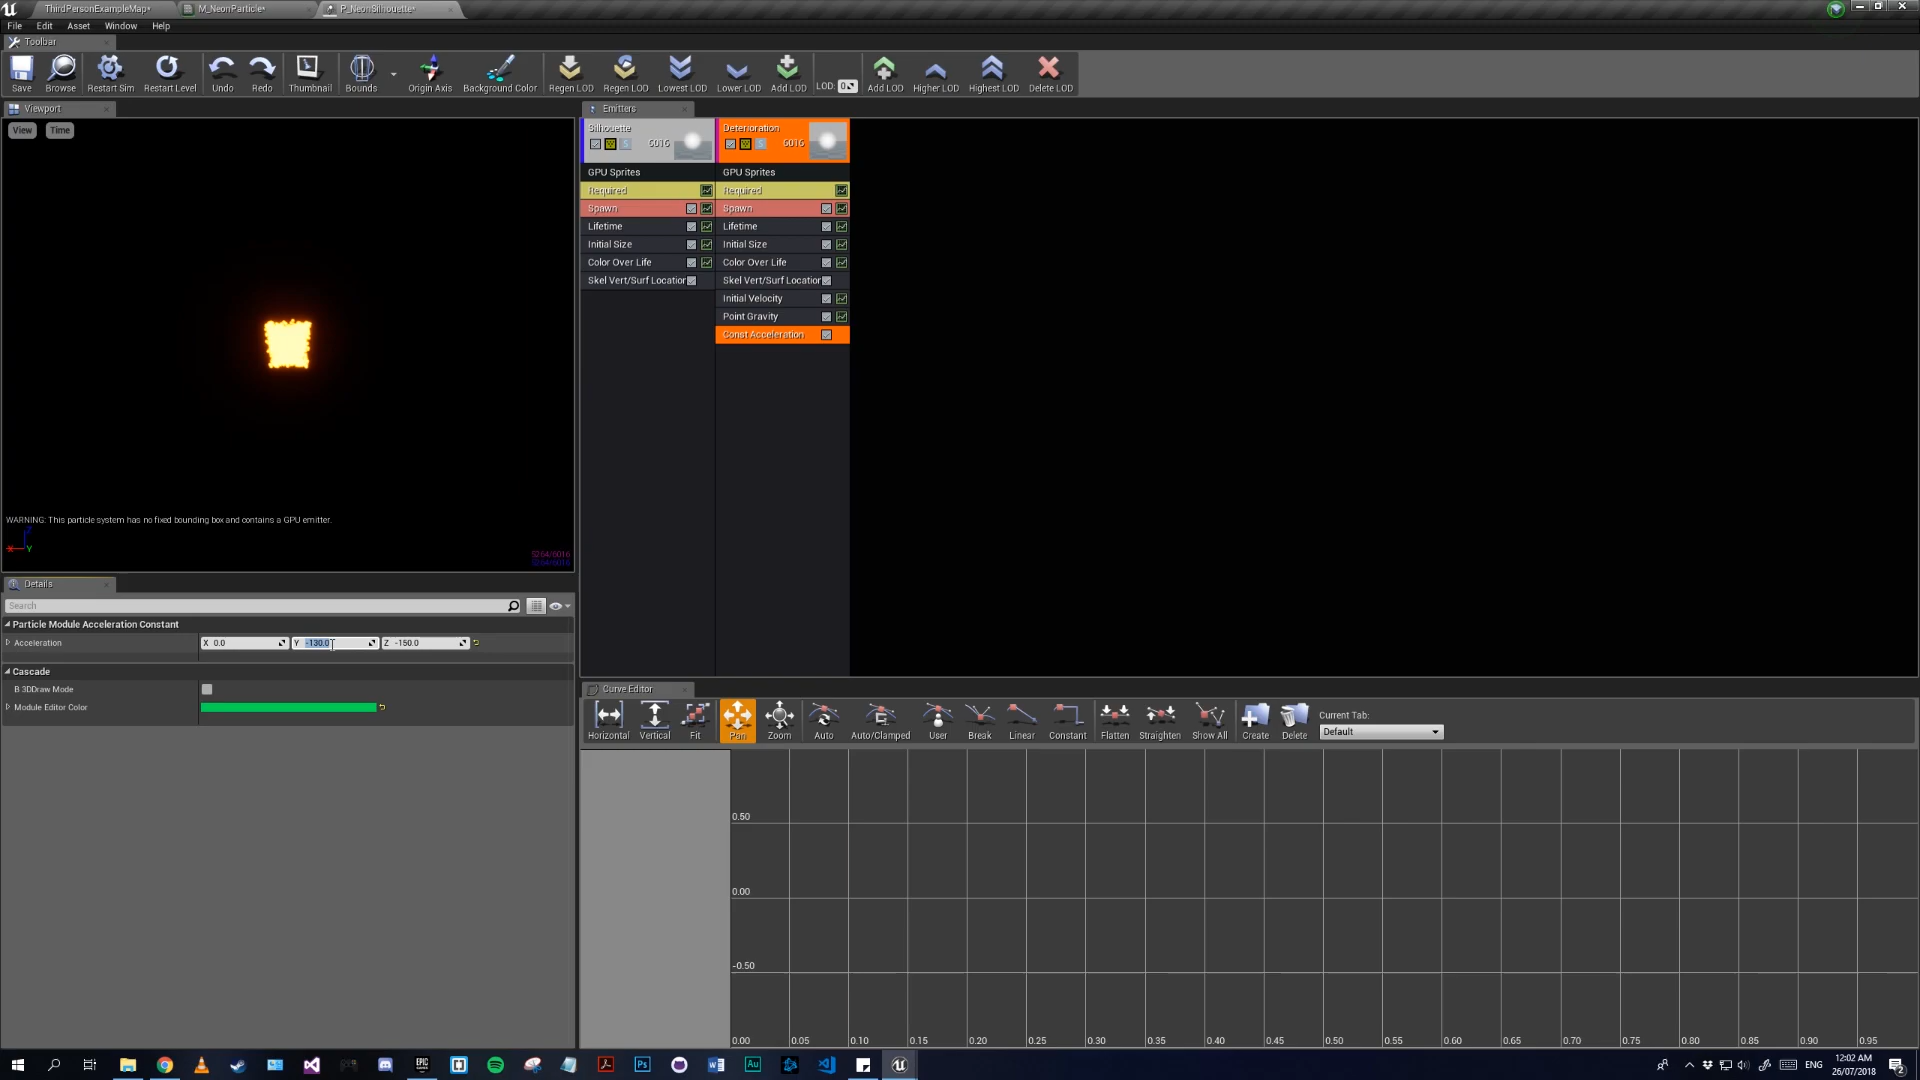 ThirdPersonExampleMap*
M_NeonParticle*
P_NeonSilhouette*
File Edit Asset Window Help
Toolbar
Save Browse Restart Sim Restart Level Undo Redo Thumbnail Bounds Origin Axis Background Color Regen LOD Regen LOD Lowest LOD Lower LOD Add LOD LOD: 0 Add LOD Higher LOD Highest LOD Delete LOD
Viewport
Emitters
View Time
Silhouette
6016
Deterioration
6016
GPU Sprites GPU Sprites
Required Required
Spawn Spawn
Lifetime Lifetime
Initial Size Initial Size
Color Over Life Color Over Life
Skel Vert/Surf Location Skel Vert/Surf Location
Initial Velocity
Point Gravity
Const Acceleration
WARNING: This particle system has no fixed bounding box and contains a GPU emitter.
Z
X Y
5264/6016
5264/6016
Details
Search
Particle Module Acceleration Constant
Acceleration X 0.0 Y -130.0 Z -150.0
Cascade
B 3DDraw Mode
Module Editor Color
Curve Editor
Horizontal Vertical Fit Pan Zoom Auto Auto/Clamped User Break Linear Constant Flatten Straighten Show All Create Delete
Current Tab:
Default
0.50
0.00
-0.50
0.00 0.05 0.10 0.15 0.20 0.25 0.30 0.35 0.40 0.45 0.50 0.55 0.60 0.65 0.70 0.75 0.80 0.85 0.90 0.95
ENG
12:02 AM
26/07/2018